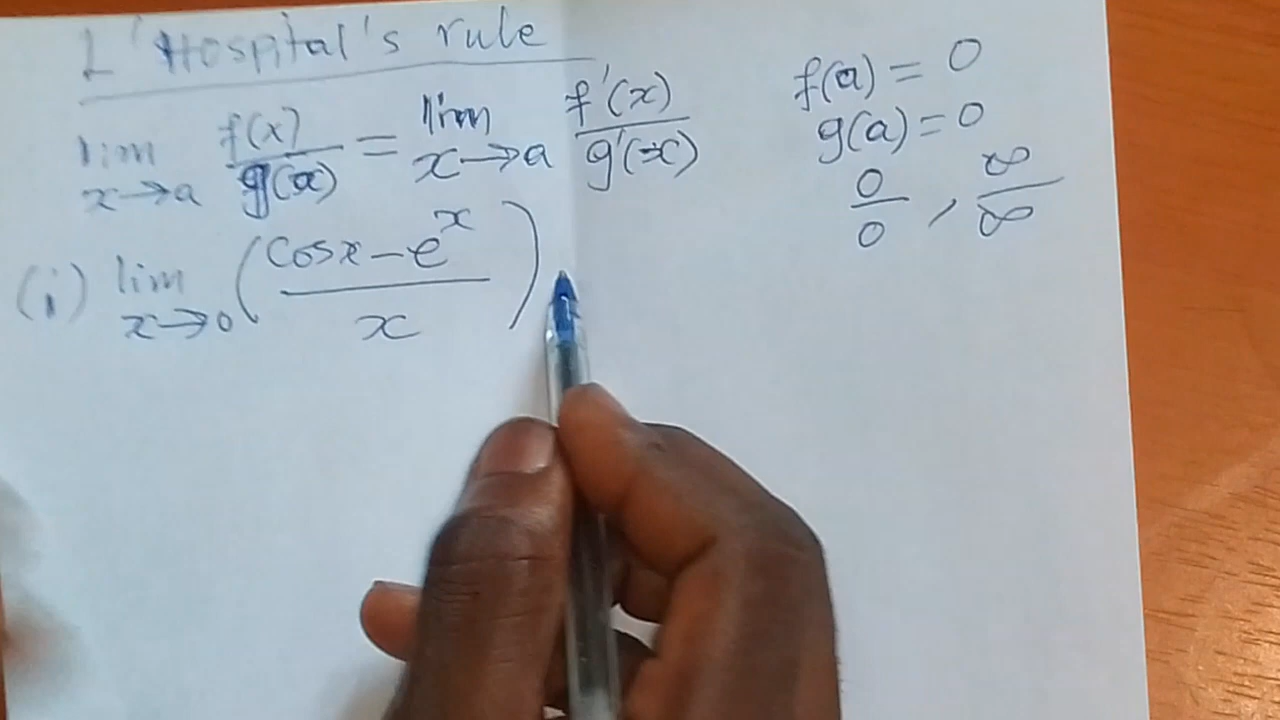 L'Hospital's rule
lim x→a f(x)/g(x) = lim x→a f'(x)/g'(x)
f(a) = 0
g(a) = 0
0/0 , ∞/∞
(i) lim x→0 (cosx - e^x / x)